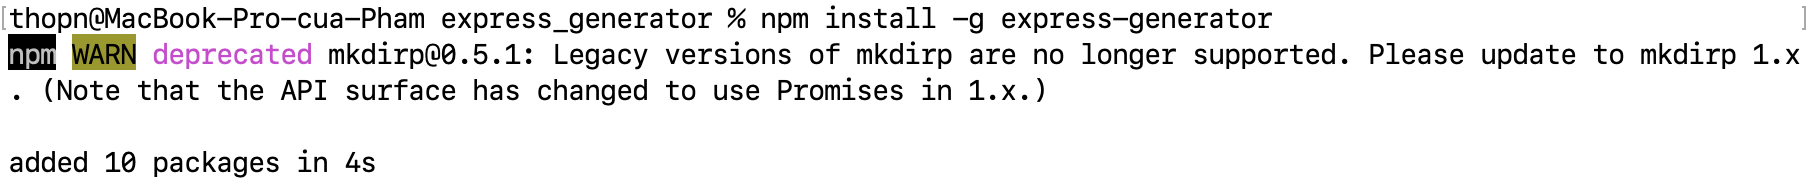 [thopn@MacBook-Pro-cua-Pham express_generator % npm install -g express-generator ]
npm WARN deprecated mkdirp@0.5.1: Legacy versions of mkdirp are no longer supported. Please update to mkdirp 1.x
. (Note that the API surface has changed to use Promises in 1.x.)
added 10 packages in 4s